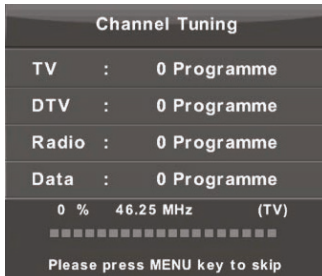 Channel Tuning
TV : 0 Programme
DTV : 0 Programme
Radio : 0 Programme
Data : 0 Programme
0 % 46.25 MHz (TV)
Please press MENU key to skip